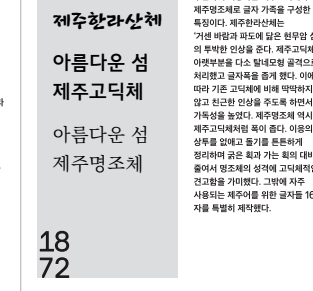 제주한라산체
아름다운 섬
제주고딕체
아름다운 섬
제주명조체
18
72
제주명조체로 글자 가족을 구성한
특징이다. 제주한라산체는
'거센 바람과 파도에 닳은 현무암
의 투박한 인상을 준다. 제주고딕체
아랫부분을 다소 탈네모형 골격으로
처리했고 글자폭을 좁게 했다. 이에
따라 기존 고딕체에 비해 딱딱하지
않고 친근한 인상을 주도록 하면서
가독성을 높였다. 제주명조체 역시
제주고딕체처럼 폭이 좁다. 이응의
상투를 없애고 돌기를 튼튼하게
정리하며 굵은 획과 가는 획의
줄여서 명조체의 성격에 고딕체적인
견고함을 가미했다. 그밖에 자주
사용되는 제주어를 위한 글자들 16
자를 특별히 제작했다.